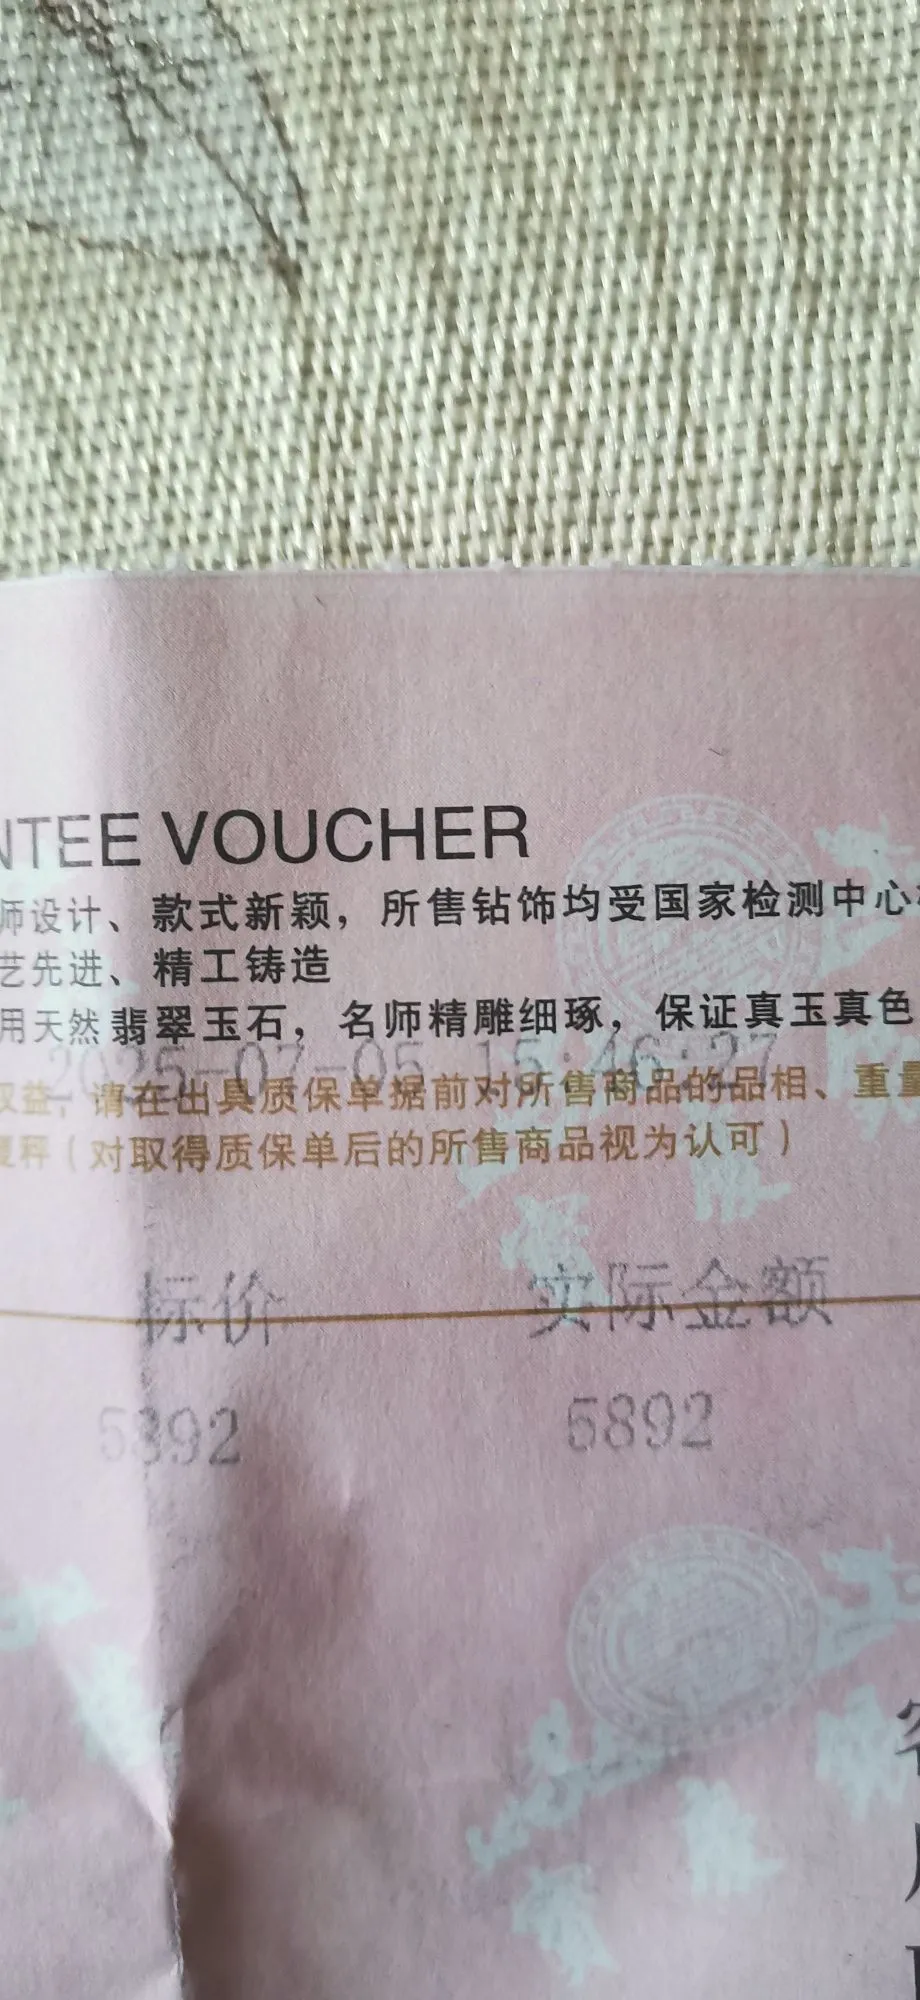 NTEE VOUCHER
师设计、款式新颖，所售钻饰均受国家检测中心
艺先进、精工铸造
用天然翡翠玉石，名师精雕细琢，保证真玉真色
2025-07-05 15:46:27
权益，请在出具质保单据前对所售商品的品相、重量
复秤（对取得质保单后的所售商品视为认可）
标价 实际金额
5892 5892